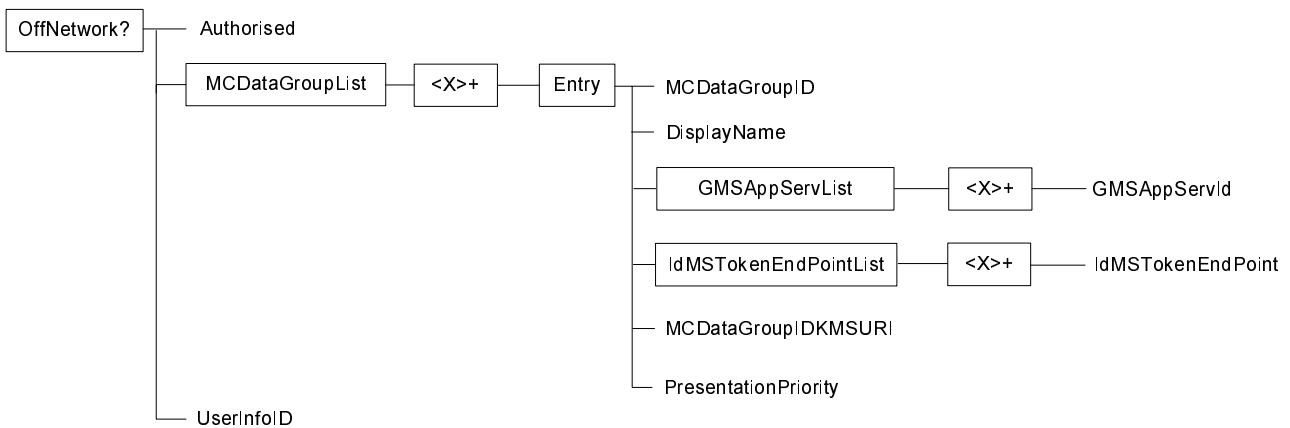 OffNetwork?
Authorised
MCDataGroupList
<X>+
Entry
MCDataGroupID
DisplayName
GMSAppServList
<X>+
GMSAppServId
IdMSTokenEndPointList
<X>+
IdMSTokenEndPoint
MCDataGroupIDKMSURI
PresentationPriority
UserInfoID